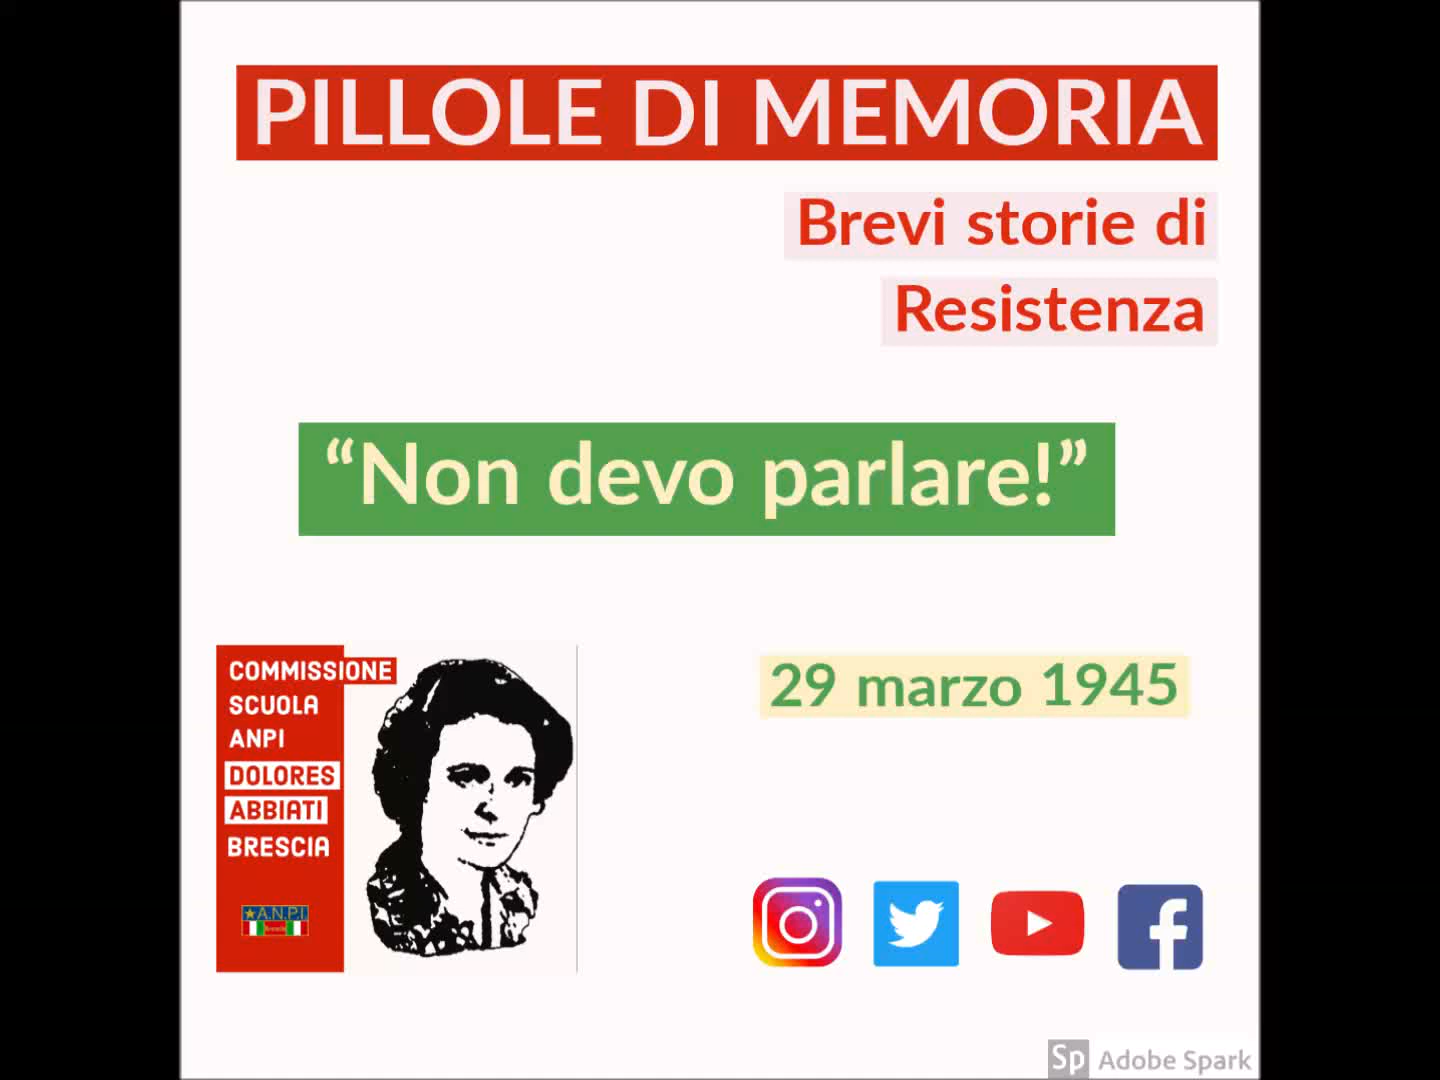 PILLOLE DI MEMORIA
Brevi storie di
Resistenza
“Non devo parlare!”
29 marzo 1945
COMMISSIONE
SCUOLA
ANPI
DOLORES
ABBIATI
BRESCIA
A.N.P.I
Sp Adobe Spark